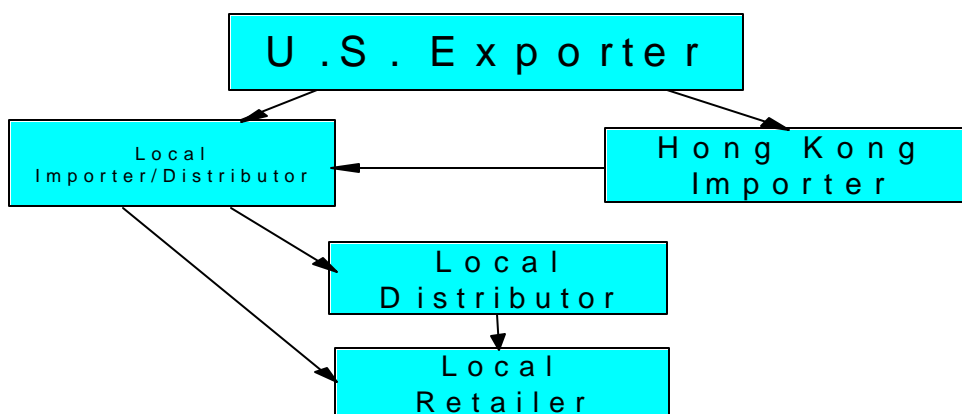 U.S. Exporter
Local
Importer/Distributor
Hong Kong
Importer
Local
Distributor
Local
Retailer